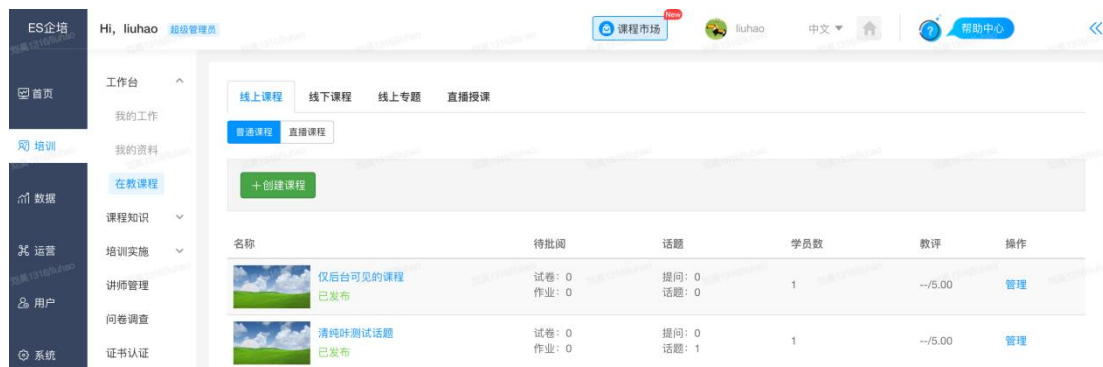 ES企培
Hi, liuhao 超级管理员
课程市场 New
liuhao
中文
帮助中心
首页
培训
数据
运营
用户
系统
工作台
我的工作
我的资料
在教课程
课程知识
培训实施
讲师管理
问卷调查
证书认证
线上课程 线下课程 线上专题 直播授课
普通课程 直播课程
+创建课程
名称 待批阅 话题 学员数 教评 操作
仅后台可见的课程 试卷: 0 提问: 0 1 --/5.00 管理
已发布 作业: 0 话题: 0
清纯咔测试话题 试卷: 0 提问: 0 1 --/5.00 管理
已发布 作业: 0 话题: 1